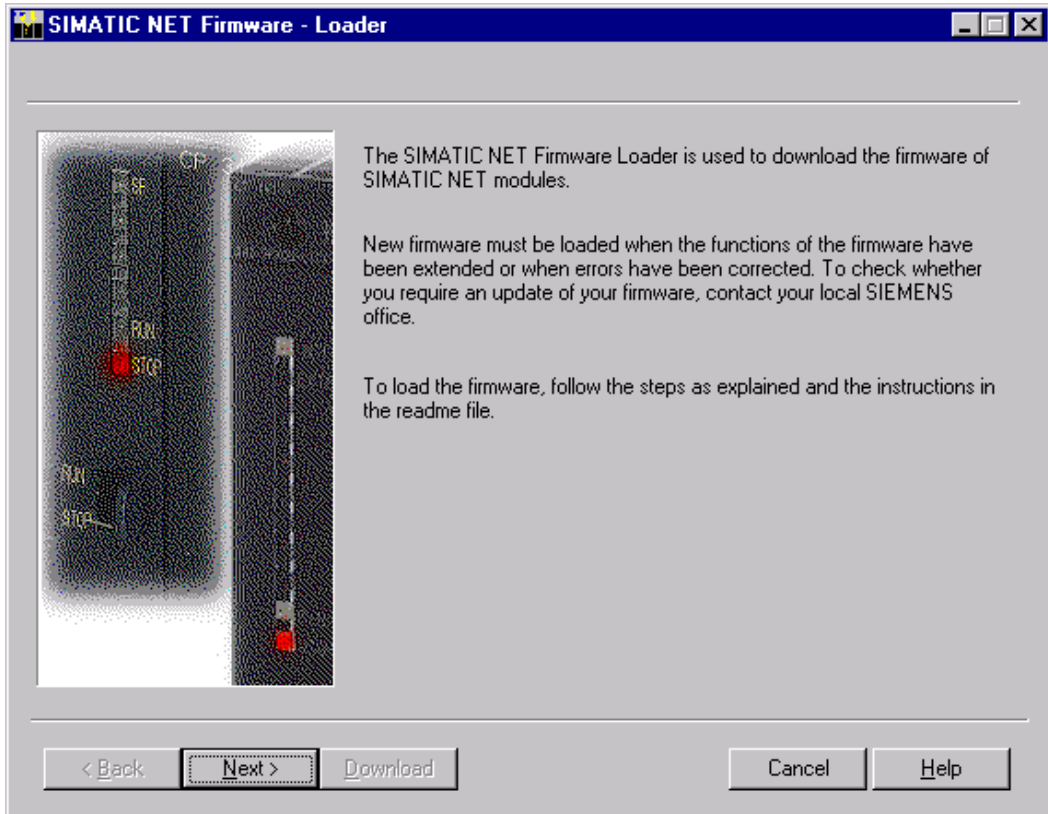 SIMATIC NET Firmware - Loader
CP
SF
RUN
STOP
RUN
STOP
The SIMATIC NET Firmware Loader is used to download the firmware of
SIMATIC NET modules.
New firmware must be loaded when the functions of the firmware have
been extended or when errors have been corrected. To check whether
you require an update of your firmware, contact your local SIEMENS
office.
To load the firmware, follow the steps as explained and the instructions in
the readme file.
< Back
Next >
Download
Cancel
Help